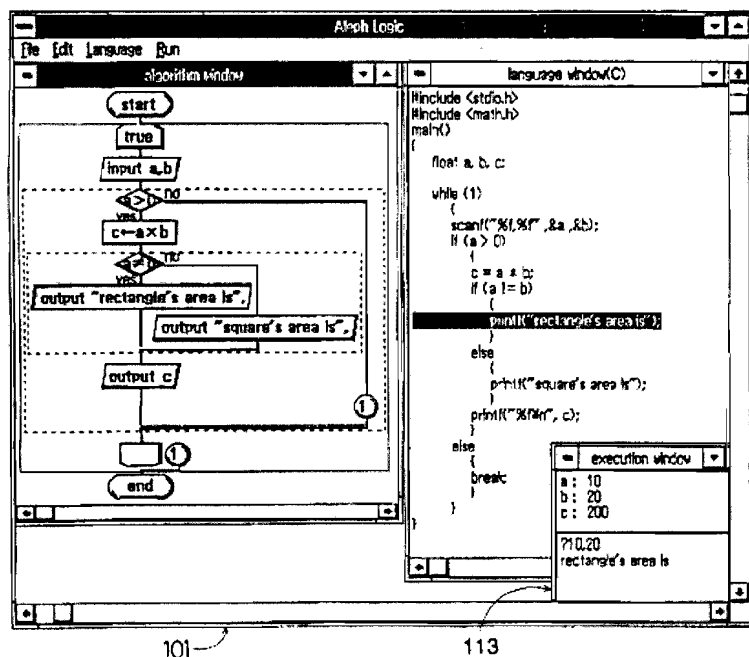 Aleph Logic
File Edit Language Run
algorithm window
start
true
input a,b
a>0
no
yes
c←a×b
a≠b
no
yes
output "rectangle's area is",
output "square's area is",
output c
1
1
end
language window(C)
#include <stdio.h>
#include <math.h>
main()
{
float a, b, c;
while (1)
{
scanf("%f,%f" ,&a ,&b);
if (a > 0)
{
c = a * b;
if (a != b)
{
printf("rectangle's area is");
}
else
{
printf("square's area is");
}
printf("%f¥n", c);
}
else
{
break;
}
}
}
execution window
a : 10
b : 20
c : 200
?10,20
rectangle's area is
101
113